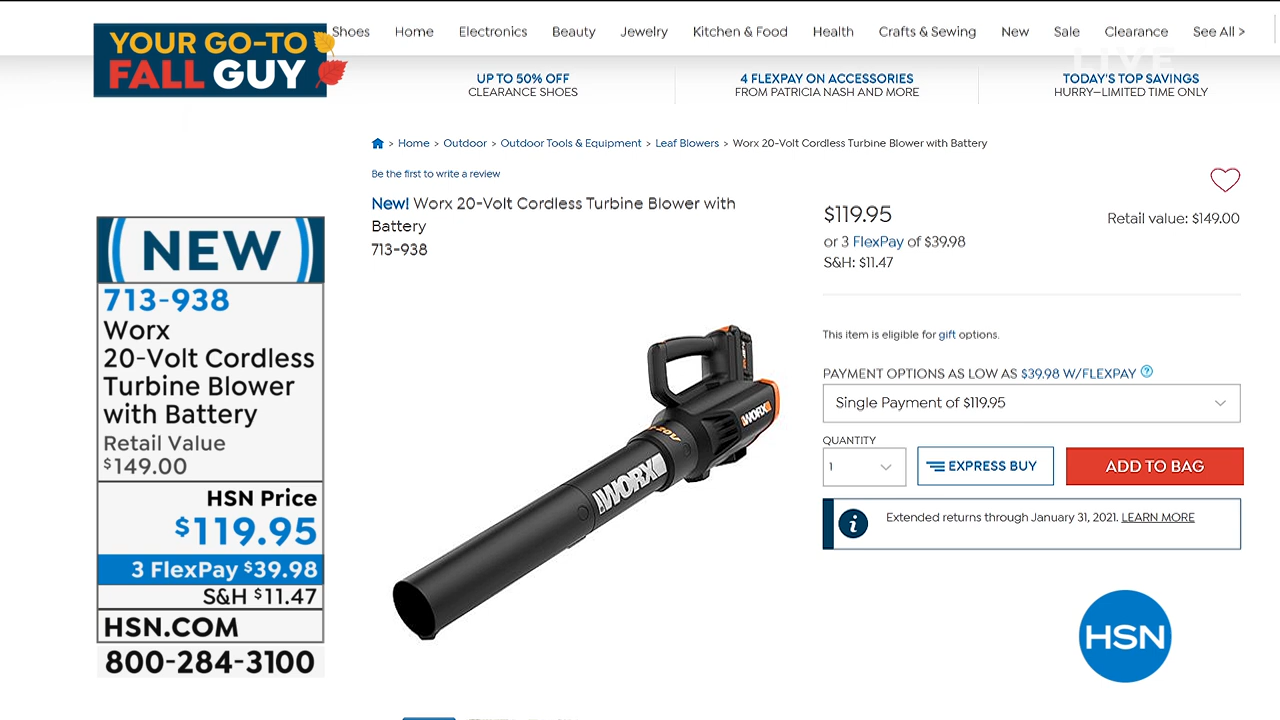 YOUR GO-TO
FALL GUY
Shoes Home Electronics Beauty Jewelry Kitchen & Food Health Crafts & Sewing New Sale Clearance See All >
LIVE
UP TO 50% OFF
CLEARANCE SHOES
4 FLEXPAY ON ACCESSORIES
FROM PATRICIA NASH AND MORE
TODAY'S TOP SAVINGS
HURRY—LIMITED TIME ONLY
> Home > Outdoor > Outdoor Tools & Equipment > Leaf Blowers > Worx 20-Volt Cordless Turbine Blower with Battery
Be the first to write a review
New! Worx 20-Volt Cordless Turbine Blower with
Battery
713-938
$119.95
Retail value: $149.00
or 3 FlexPay of $39.98
S&H: $11.47
This item is eligible for gift options.
PAYMENT OPTIONS AS LOW AS $39.98 W/FLEXPAY ?
Single Payment of $119.95
QUANTITY
1
EXPRESS BUY
ADD TO BAG
i Extended returns through January 31, 2021. LEARN MORE
WORX
20V
WORX
NEW
713-938
Worx
20-Volt Cordless
Turbine Blower
with Battery
Retail Value
$149.00
HSN Price
$119.95
3 FlexPay $39.98
S&H $11.47
HSN.COM
800-284-3100
HSN